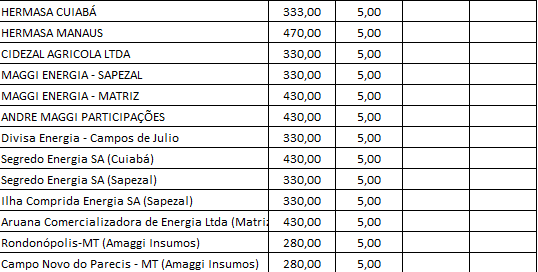 HERMASA CUIABÁ 333,00 5,00
HERMASA MANAUS 470,00 5,00
CIDEZAL AGRICOLA LTDA 330,00 5,00
MAGGI ENERGIA - SAPEZAL 330,00 5,00
MAGGI ENERGIA - MATRIZ 430,00 5,00
ANDRE MAGGI PARTICIPAÇÕES 430,00 5,00
Divisa Energia - Campos de Julio 330,00 5,00
Segredo Energia SA (Cuiabá) 430,00 5,00
Segredo Energia SA (Sapezal) 330,00 5,00
Ilha Comprida Energia SA (Sapezal) 330,00 5,00
Aruana Comercializadora de Energia Ltda (Matriz 430,00 5,00
Rondonópolis-MT (Amaggi Insumos) 280,00 5,00
Campo Novo do Parecis - MT (Amaggi Insumos) 280,00 5,00